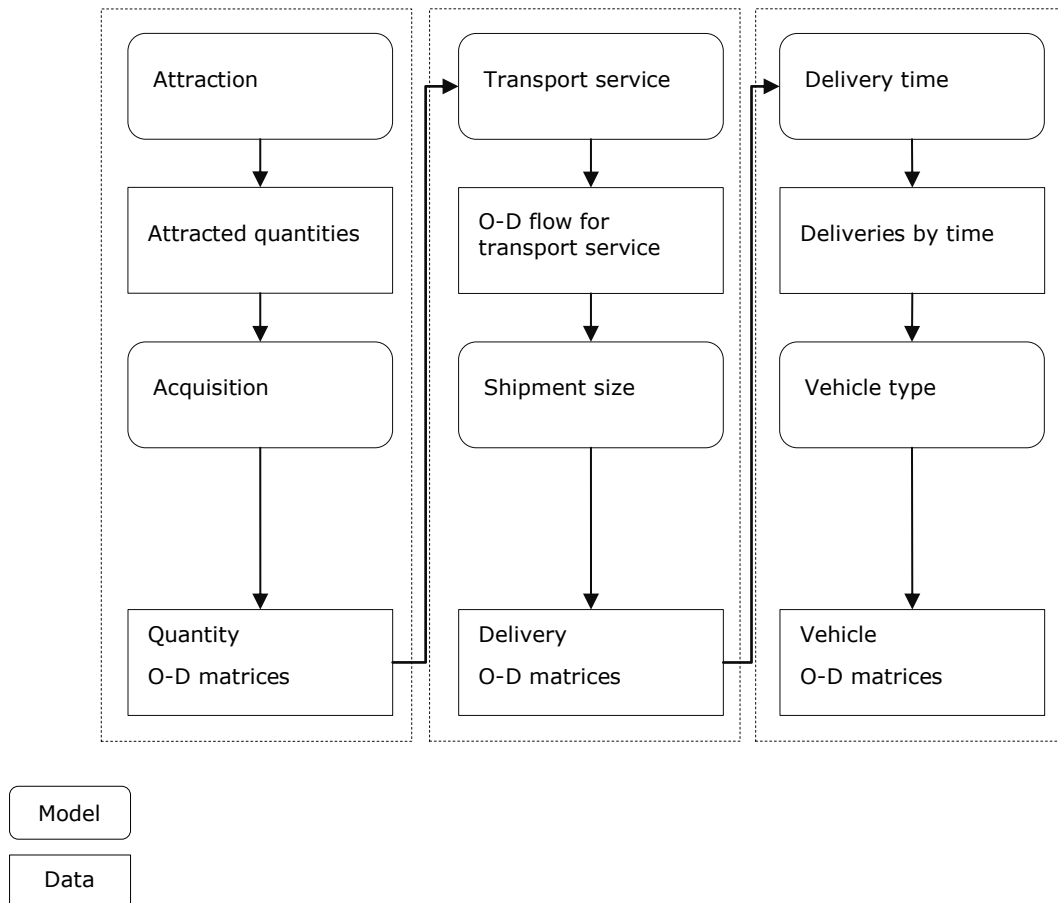 Attraction
Attracted quantities
Acquisition
Quantity
O-D matrices
Transport service
O-D flow for
transport service
Shipment size
Delivery
O-D matrices
Delivery time
Deliveries by time
Vehicle type
Vehicle
O-D matrices
Model
Data